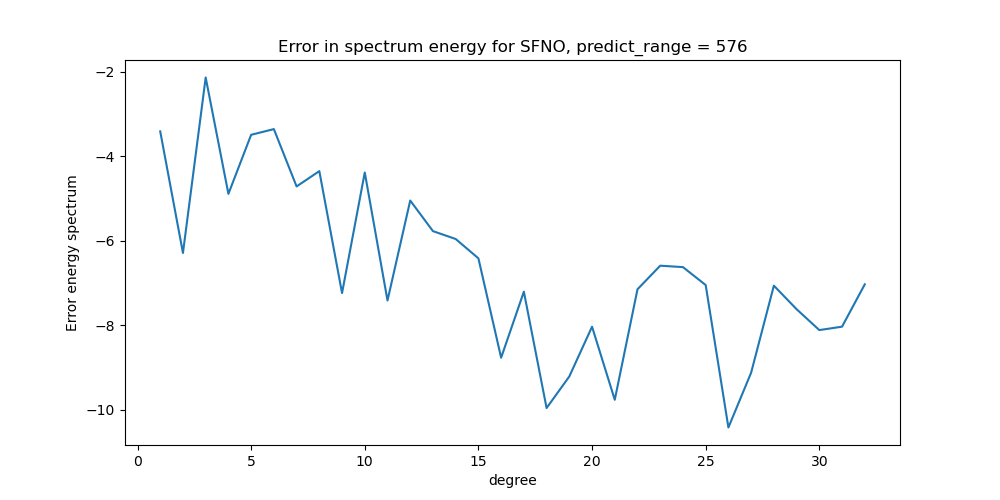 Error in spectrum energy for SFNO, predict_range = 576
−2
−4
−6
−8
−10
Error energy spectrum
0 5 10 15 20 25 30
degree